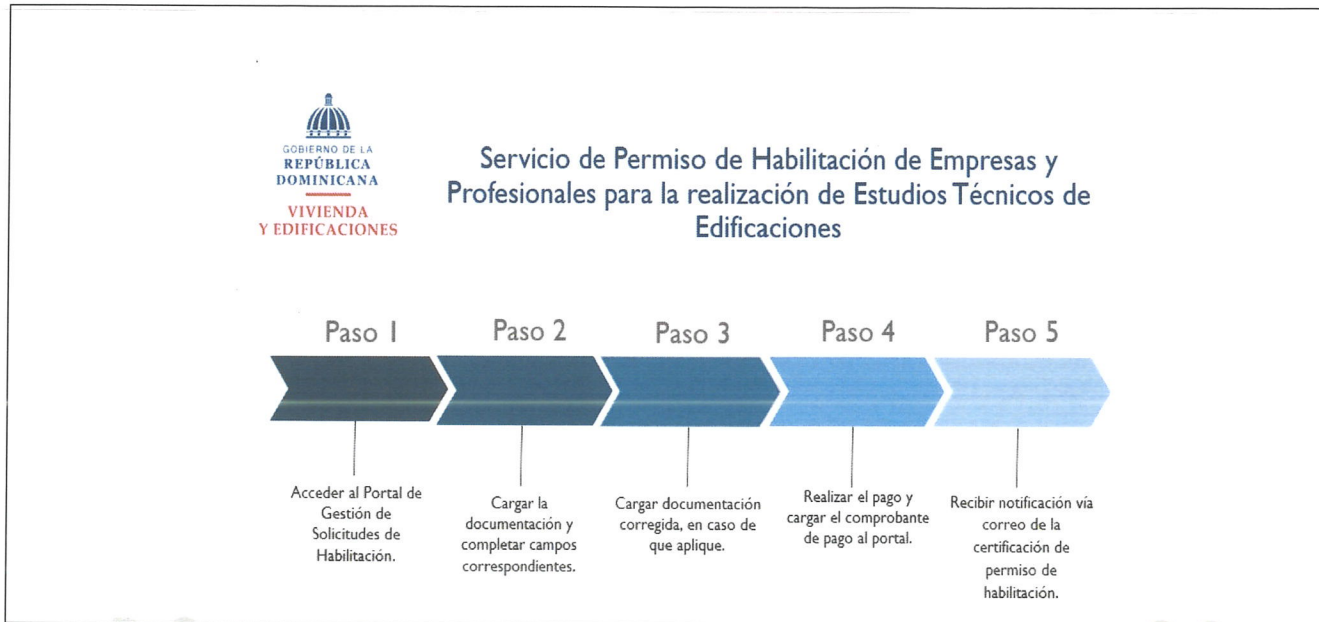 GOBIERNO DE LA
REPÚBLICA
DOMINICANA
VIVIENDA
Y EDIFICACIONES
Servicio de Permiso de Habilitación de Empresas y
Profesionales para la realización de Estudios Técnicos de
Edificaciones
Paso 1
Paso 2
Paso 3
Paso 4
Paso 5
Acceder al Portal de
Gestión de
Solicitudes de
Habilitación.
Cargar la
documentación y
completar campos
correspondientes.
Cargar documentación
corregida, en caso de
que aplique.
Realizar el pago y
cargar el comprobante
de pago al portal.
Recibir notificación vía
correo de la
certificación de
permiso de
habilitación.